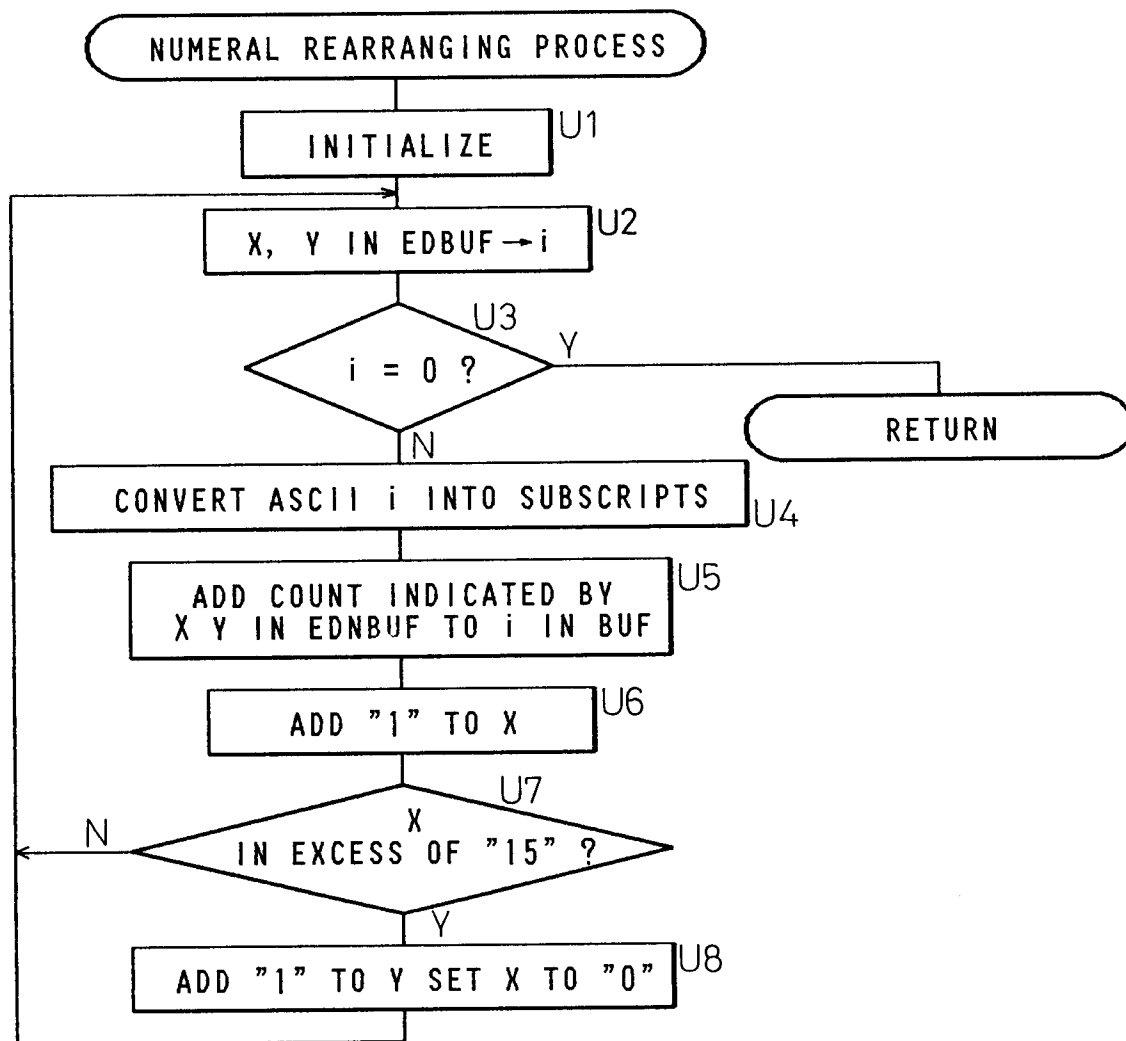 NUMERAL REARRANGING PROCESS
U1
INITIALIZE
U2
X, Y IN EDBUF→i
U3
i = 0 ?
Y
RETURN
N
CONVERT ASCII i INTO SUBSCRIPTS
U4
U5
ADD COUNT INDICATED BY
X Y IN EDNBUF TO i IN BUF
U6
ADD "1" TO X
U7
X
IN EXCESS OF "15" ?
N
Y
U8
ADD "1" TO Y SET X TO "0"